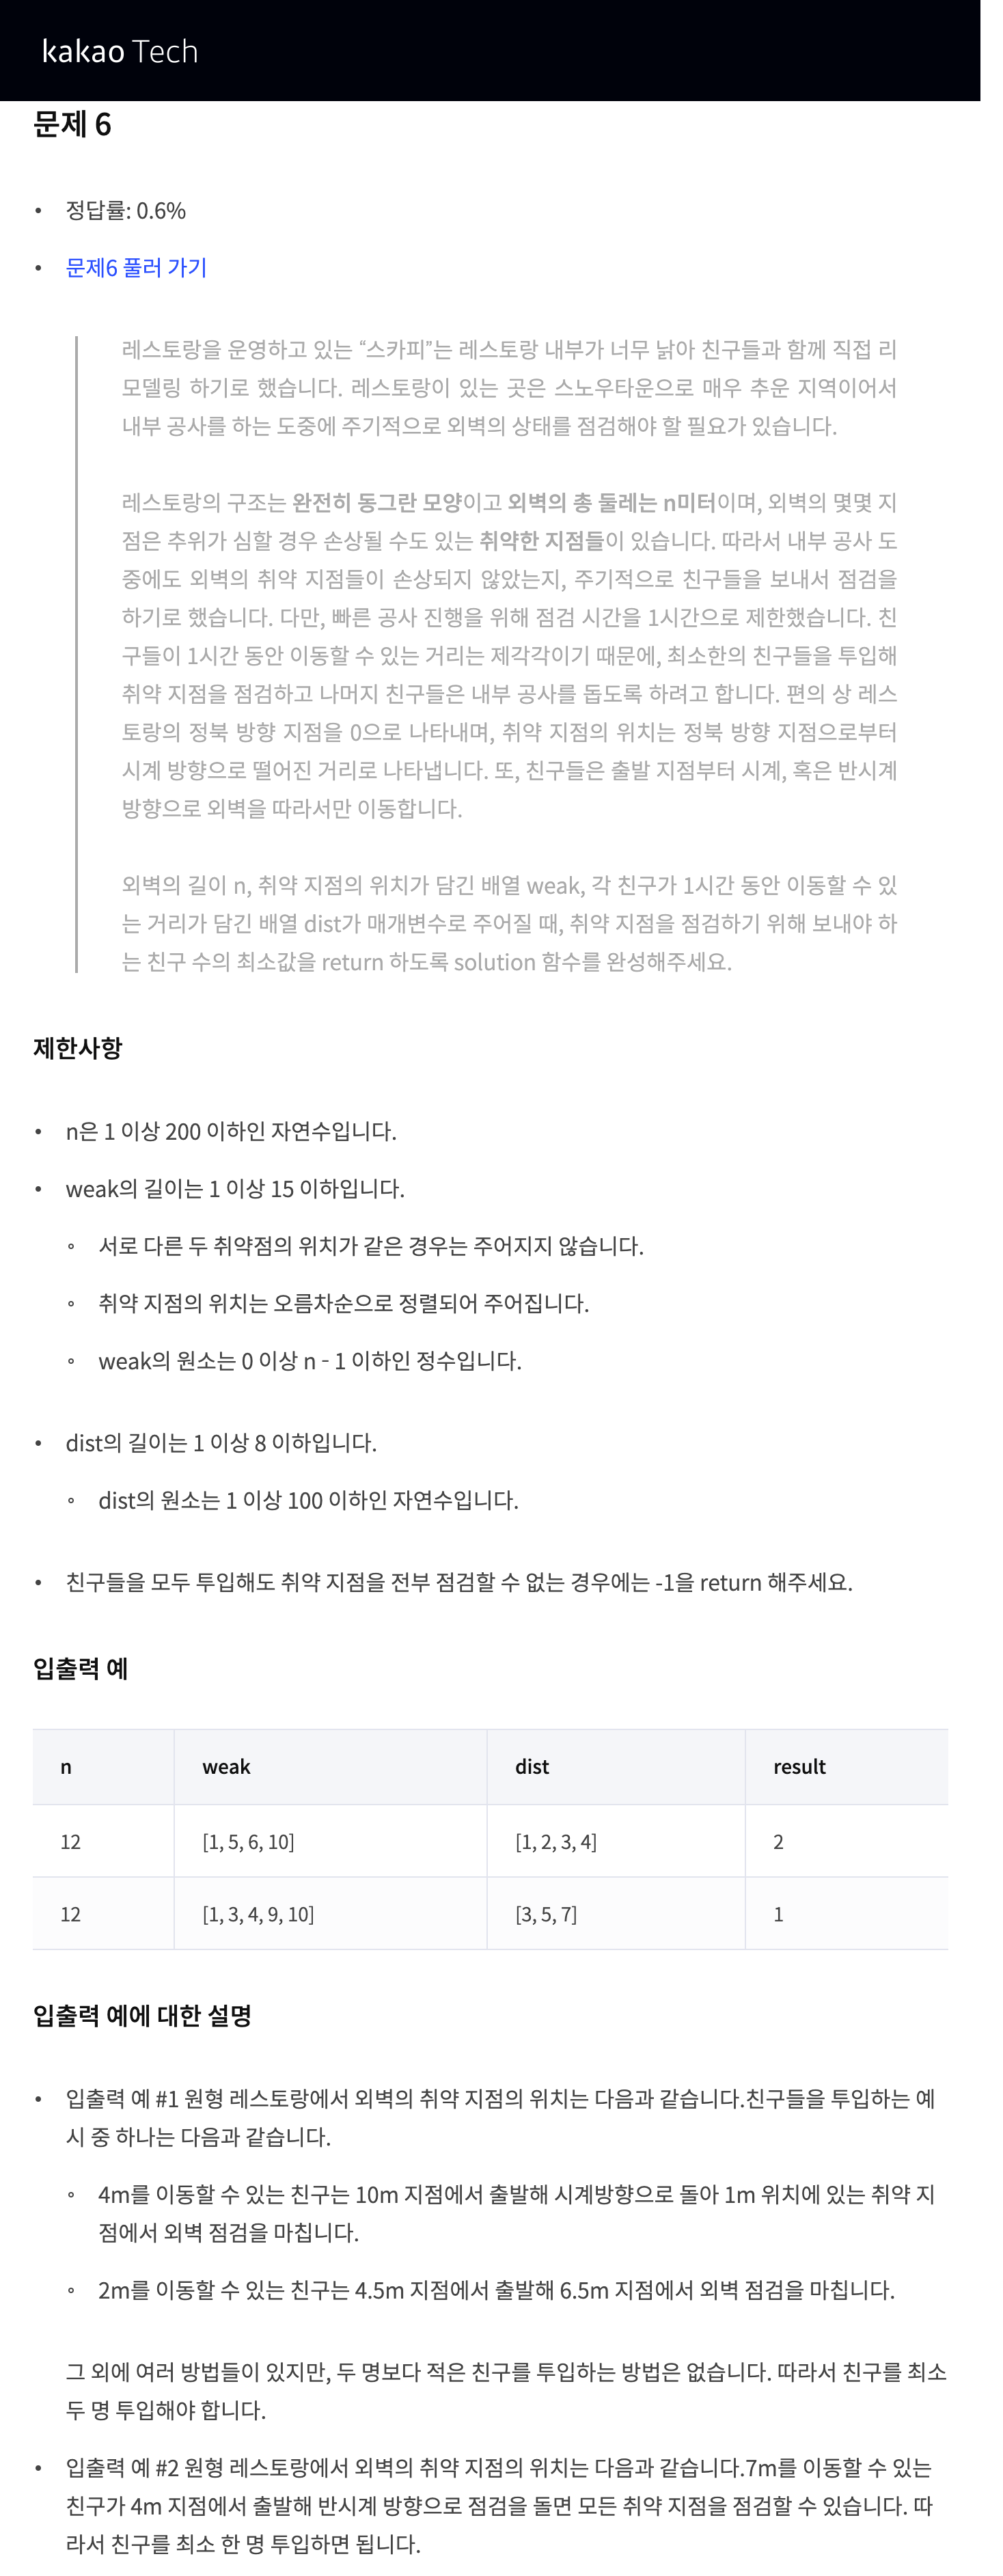 kakao Tech
문제 6
• 정답률: 0.6%
• 문제6 풀러 가기
레스토랑을 운영하고 있는 “스카피”는 레스토랑 내부가 너무 낡아 친구들과 함께 직접 리
모델링 하기로 했습니다. 레스토랑이 있는 곳은 스노우타운으로 매우 추운 지역이어서
내부 공사를 하는 도중에 주기적으로 외벽의 상태를 점검해야 할 필요가 있습니다.
레스토랑의 구조는 완전히 동그란 모양이고 외벽의 총 둘레는 n미터이며, 외벽의 몇몇 지
점은 추위가 심할 경우 손상될 수도 있는 취약한 지점들이 있습니다. 따라서 내부 공사 도
중에도 외벽의 취약 지점들이 손상되지 않았는지, 주기적으로 친구들을 보내서 점검을
하기로 했습니다. 다만, 빠른 공사 진행을 위해 점검 시간을 1시간으로 제한했습니다. 친
구들이 1시간 동안 이동할 수 있는 거리는 제각각이기 때문에, 최소한의 친구들을 투입해
취약 지점을 점검하고 나머지 친구들은 내부 공사를 돕도록 하려고 합니다. 편의 상 레스
토랑의 정북 방향 지점을 0으로 나타내며, 취약 지점의 위치는 정북 방향 지점으로부터
시계 방향으로 떨어진 거리로 나타냅니다. 또, 친구들은 출발 지점부터 시계, 혹은 반시계
방향으로 외벽을 따라서만 이동합니다.
외벽의 길이 n, 취약 지점의 위치가 담긴 배열 weak, 각 친구가 1시간 동안 이동할 수 있
는 거리가 담긴 배열 dist가 매개변수로 주어질 때, 취약 지점을 점검하기 위해 보내야 하
는 친구 수의 최소값을 return 하도록 solution 함수를 완성해주세요.
제한사항
• n은 1 이상 200 이하인 자연수입니다.
• weak의 길이는 1 이상 15 이하입니다.
◦ 서로 다른 두 취약점의 위치가 같은 경우는 주어지지 않습니다.
◦ 취약 지점의 위치는 오름차순으로 정렬되어 주어집니다.
◦ weak의 원소는 0 이상 n - 1 이하인 정수입니다.
• dist의 길이는 1 이상 8 이하입니다.
◦ dist의 원소는 1 이상 100 이하인 자연수입니다.
• 친구들을 모두 투입해도 취약 지점을 전부 점검할 수 없는 경우에는 -1을 return 해주세요.
입출력 예
n weak dist result
12 [1, 5, 6, 10] [1, 2, 3, 4] 2
12 [1, 3, 4, 9, 10] [3, 5, 7] 1
입출력 예에 대한 설명
• 입출력 예 #1 원형 레스토랑에서 외벽의 취약 지점의 위치는 다음과 같습니다.친구들을 투입하는 예
시 중 하나는 다음과 같습니다.
◦ 4m를 이동할 수 있는 친구는 10m 지점에서 출발해 시계방향으로 돌아 1m 위치에 있는 취약 지
점에서 외벽 점검을 마칩니다.
◦ 2m를 이동할 수 있는 친구는 4.5m 지점에서 출발해 6.5m 지점에서 외벽 점검을 마칩니다.
그 외에 여러 방법들이 있지만, 두 명보다 적은 친구를 투입하는 방법은 없습니다. 따라서 친구를 최소
두 명 투입해야 합니다.
• 입출력 예 #2 원형 레스토랑에서 외벽의 취약 지점의 위치는 다음과 같습니다.7m를 이동할 수 있는
친구가 4m 지점에서 출발해 반시계 방향으로 점검을 돌면 모든 취약 지점을 점검할 수 있습니다. 따
라서 친구를 최소 한 명 투입하면 됩니다.